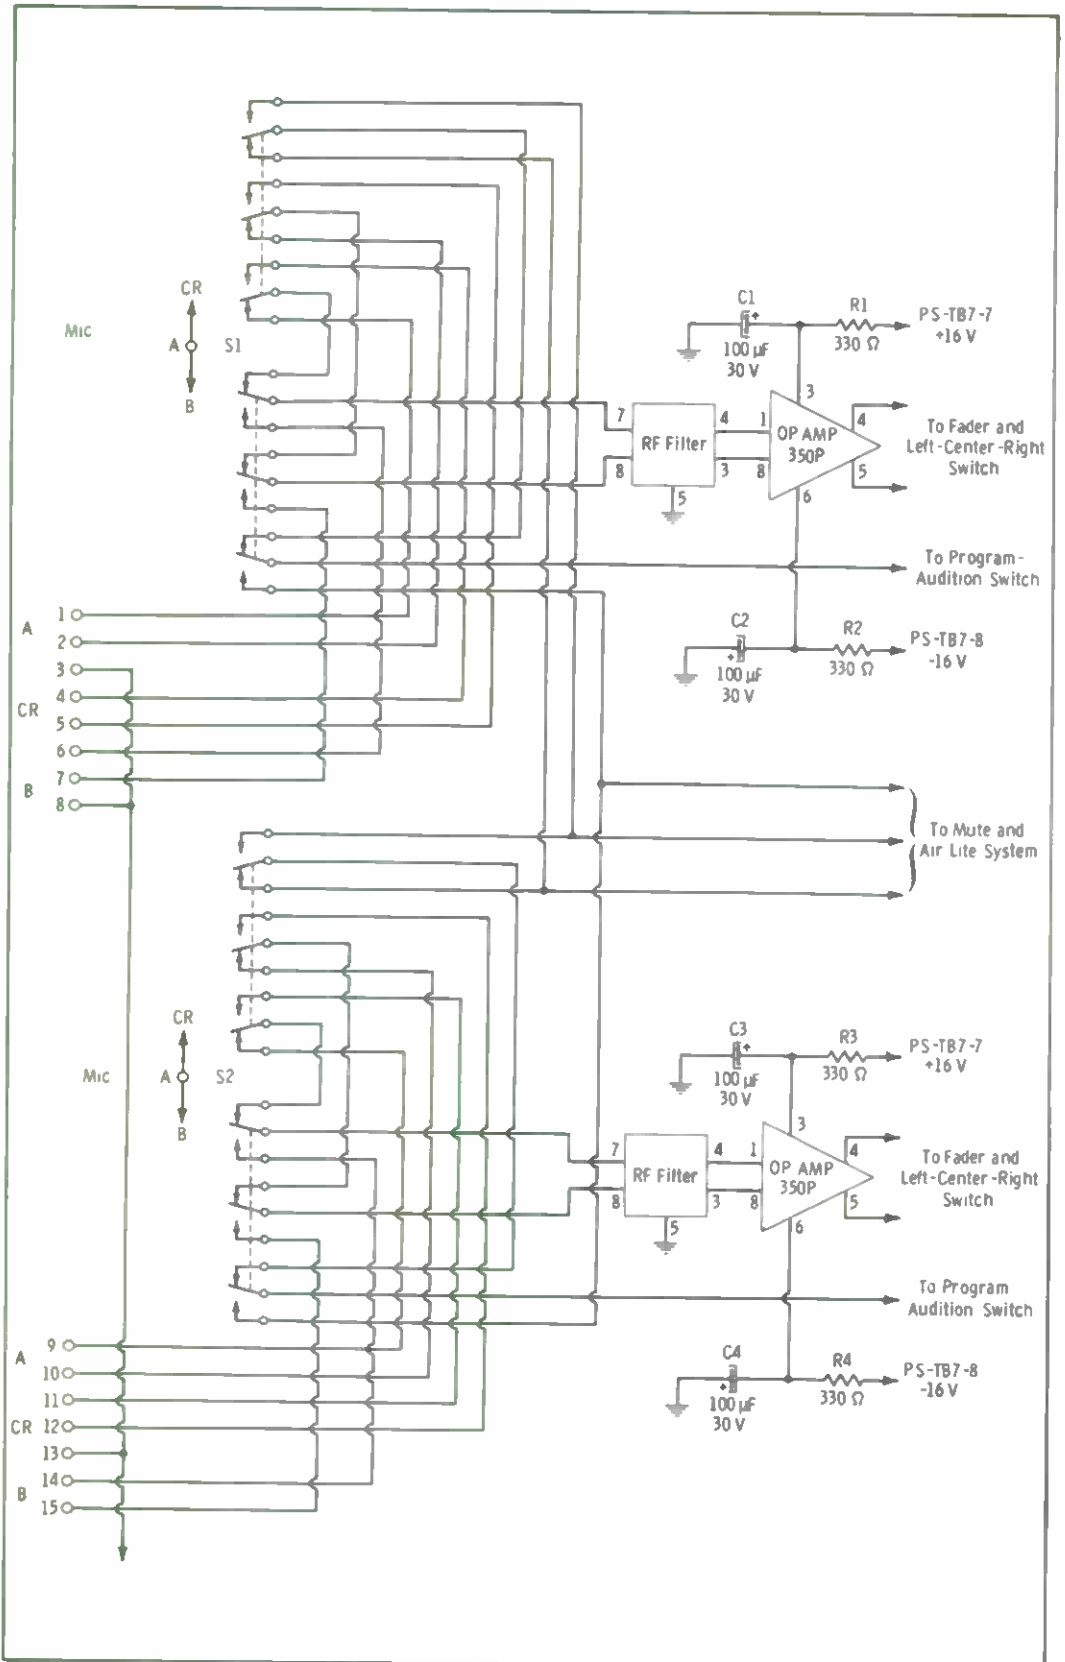 CR
Mic
A
S1
B
C1
+
100 µF
30 V
R1
330 Ω
PS-TB7-7
+16 V
3
7
8
RF Filter
4
3
5
1
8
OP AMP
350P
4
5
6
To Fader and
Left-Center-Right
Switch
To Program-
Audition Switch
C2
+
100 µF
30 V
R2
330 Ω
PS-TB7-8
-16 V
A
1
2
3
CR
4
5
6
B
7
8
To Mute and
Air Lite System
CR
Mic
A
S2
B
C3
+
100 µF
30 V
R3
330 Ω
PS-TB7-7
+16 V
3
7
8
RF Filter
4
3
5
1
8
OP AMP
350P
4
5
6
To Fader and
Left-Center-Right
Switch
To Program
Audition Switch
C4
+
100 µF
30 V
R4
330 Ω
PS-TB7-8
-16 V
A
9
10
11
CR
12
13
14
B
15